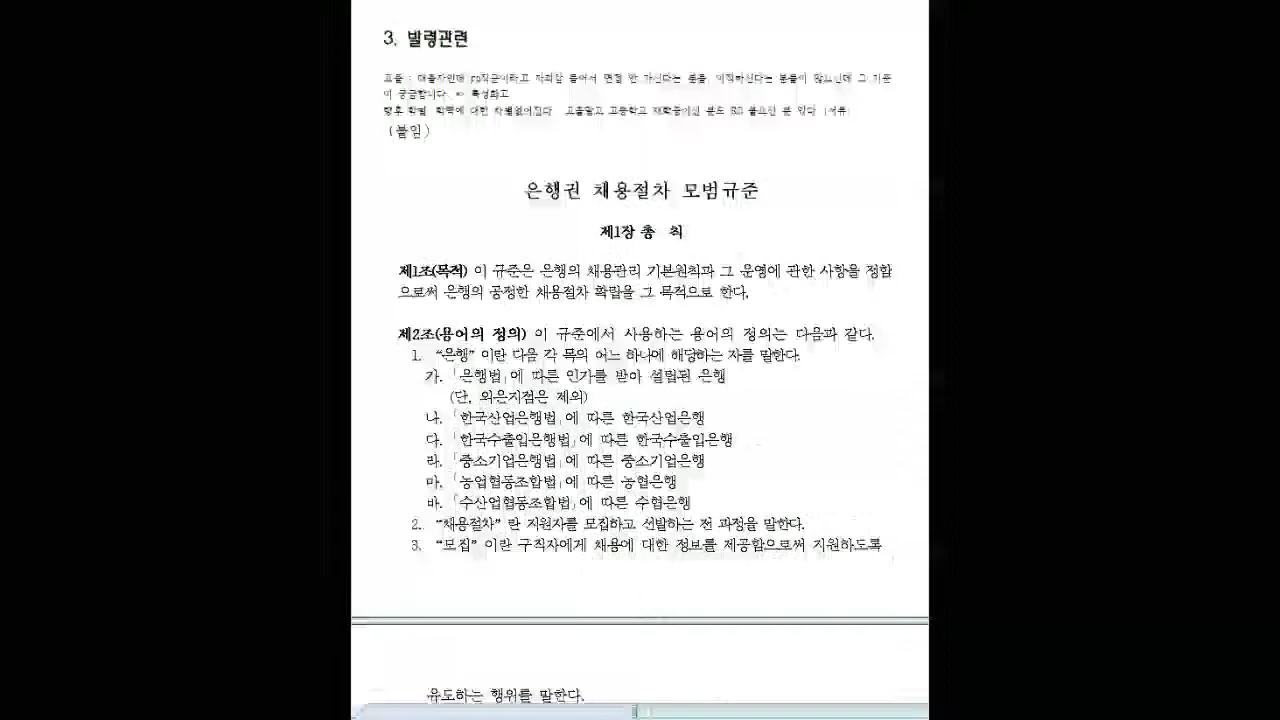 3. 발령관련
이 궁금합니다. => 특성화고
(붙임)
은행권 채용절차 모범규준
제1장 총 칙
제1조(목적) 이 규준은 은행의 채용관리 기본원칙과 그 운영에 관한 사항을 정함
으로써 은행의 공정한 채용절차 확립을 그 목적으로 한다.
제2조(용어의 정의) 이 규준에서 사용하는 용어의 정의는 다음과 같다.
1. “은행” 이란 다음 각 목의 어느 하나에 해당하는 자를 말한다.
가. 「은행법」에 따른 인가를 받아 설립된 은행
(단, 외은지점은 제외)
나. 「한국산업은행법」에 따른 한국산업은행
다. 「한국수출입은행법」에 따른 한국수출입은행
라. 「중소기업은행법」에 따른 중소기업은행
마. 「농업협동조합법」에 따른 농협은행
바. 「수산업협동조합법」에 따른 수협은행
2. “채용절차” 란 지원자를 모집하고 선발하는 전 과정을 말한다.
3. “모집” 이란 구직자에게 채용에 대한 정보를 제공함으로써 지원하도록
유도하는 행위를 말한다.